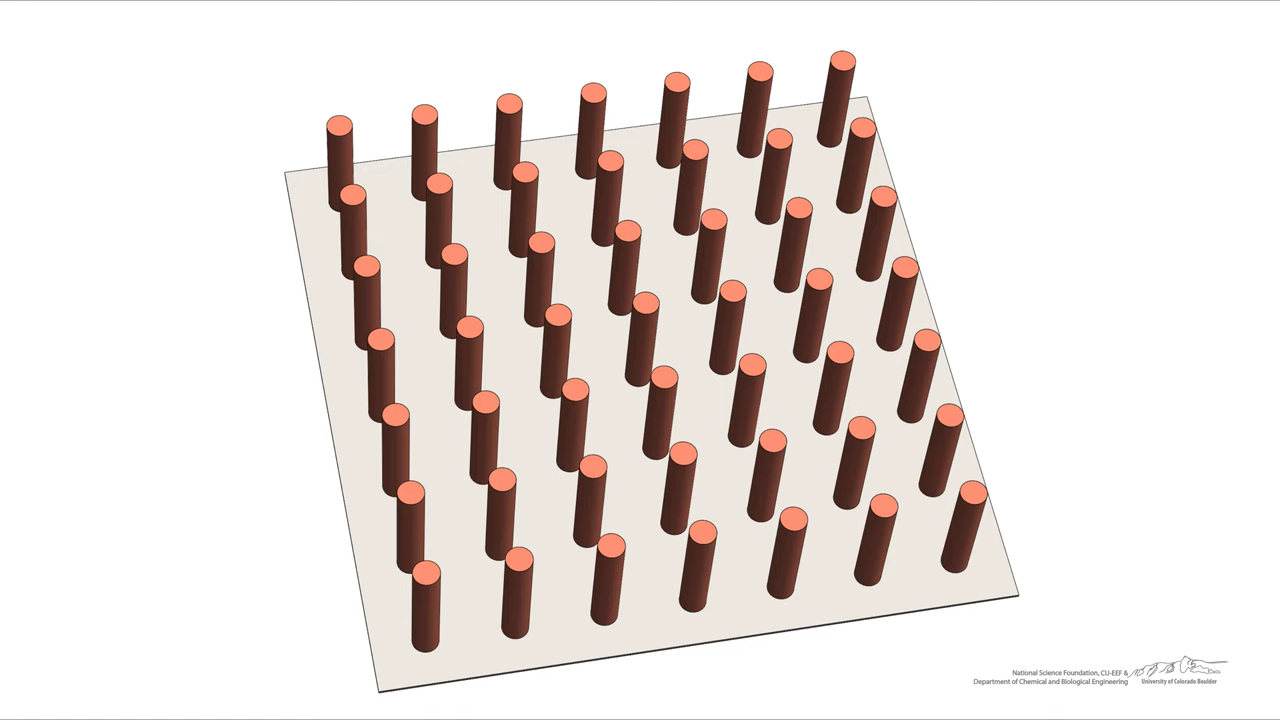 National Science Foundation, CU-EEF &
Department of Chemical and Biological Engineering
University of Colorado Boulder